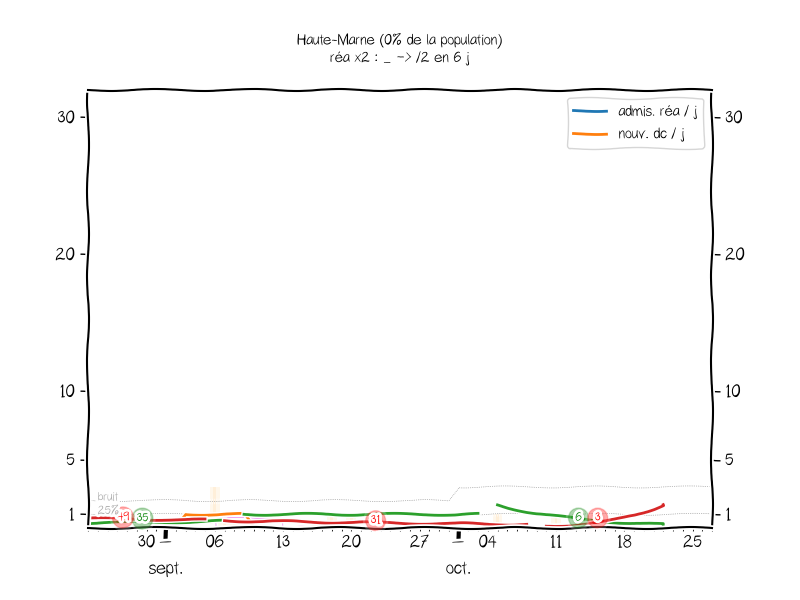 Haute-Marne (0% de la population)
réa x2 : _ -> /2 en 6 j
admis. réa / j
nouv. dc / j
30 30
20 20
10 10
5 5
1 1
bruit
25%
+9 35 31 6 3
30 06 13 20 27 04 11 18 25
sept. oct.